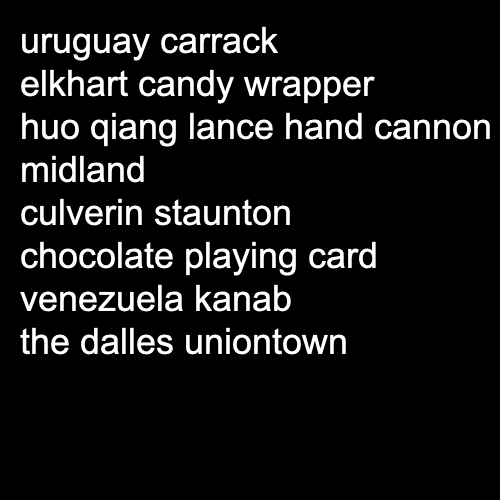 uruguay carrack
elkhart candy wrapper
huo qiang lance hand cannon
midland
culverin staunton
chocolate playing card
venezuela kanab
the dalles uniontown